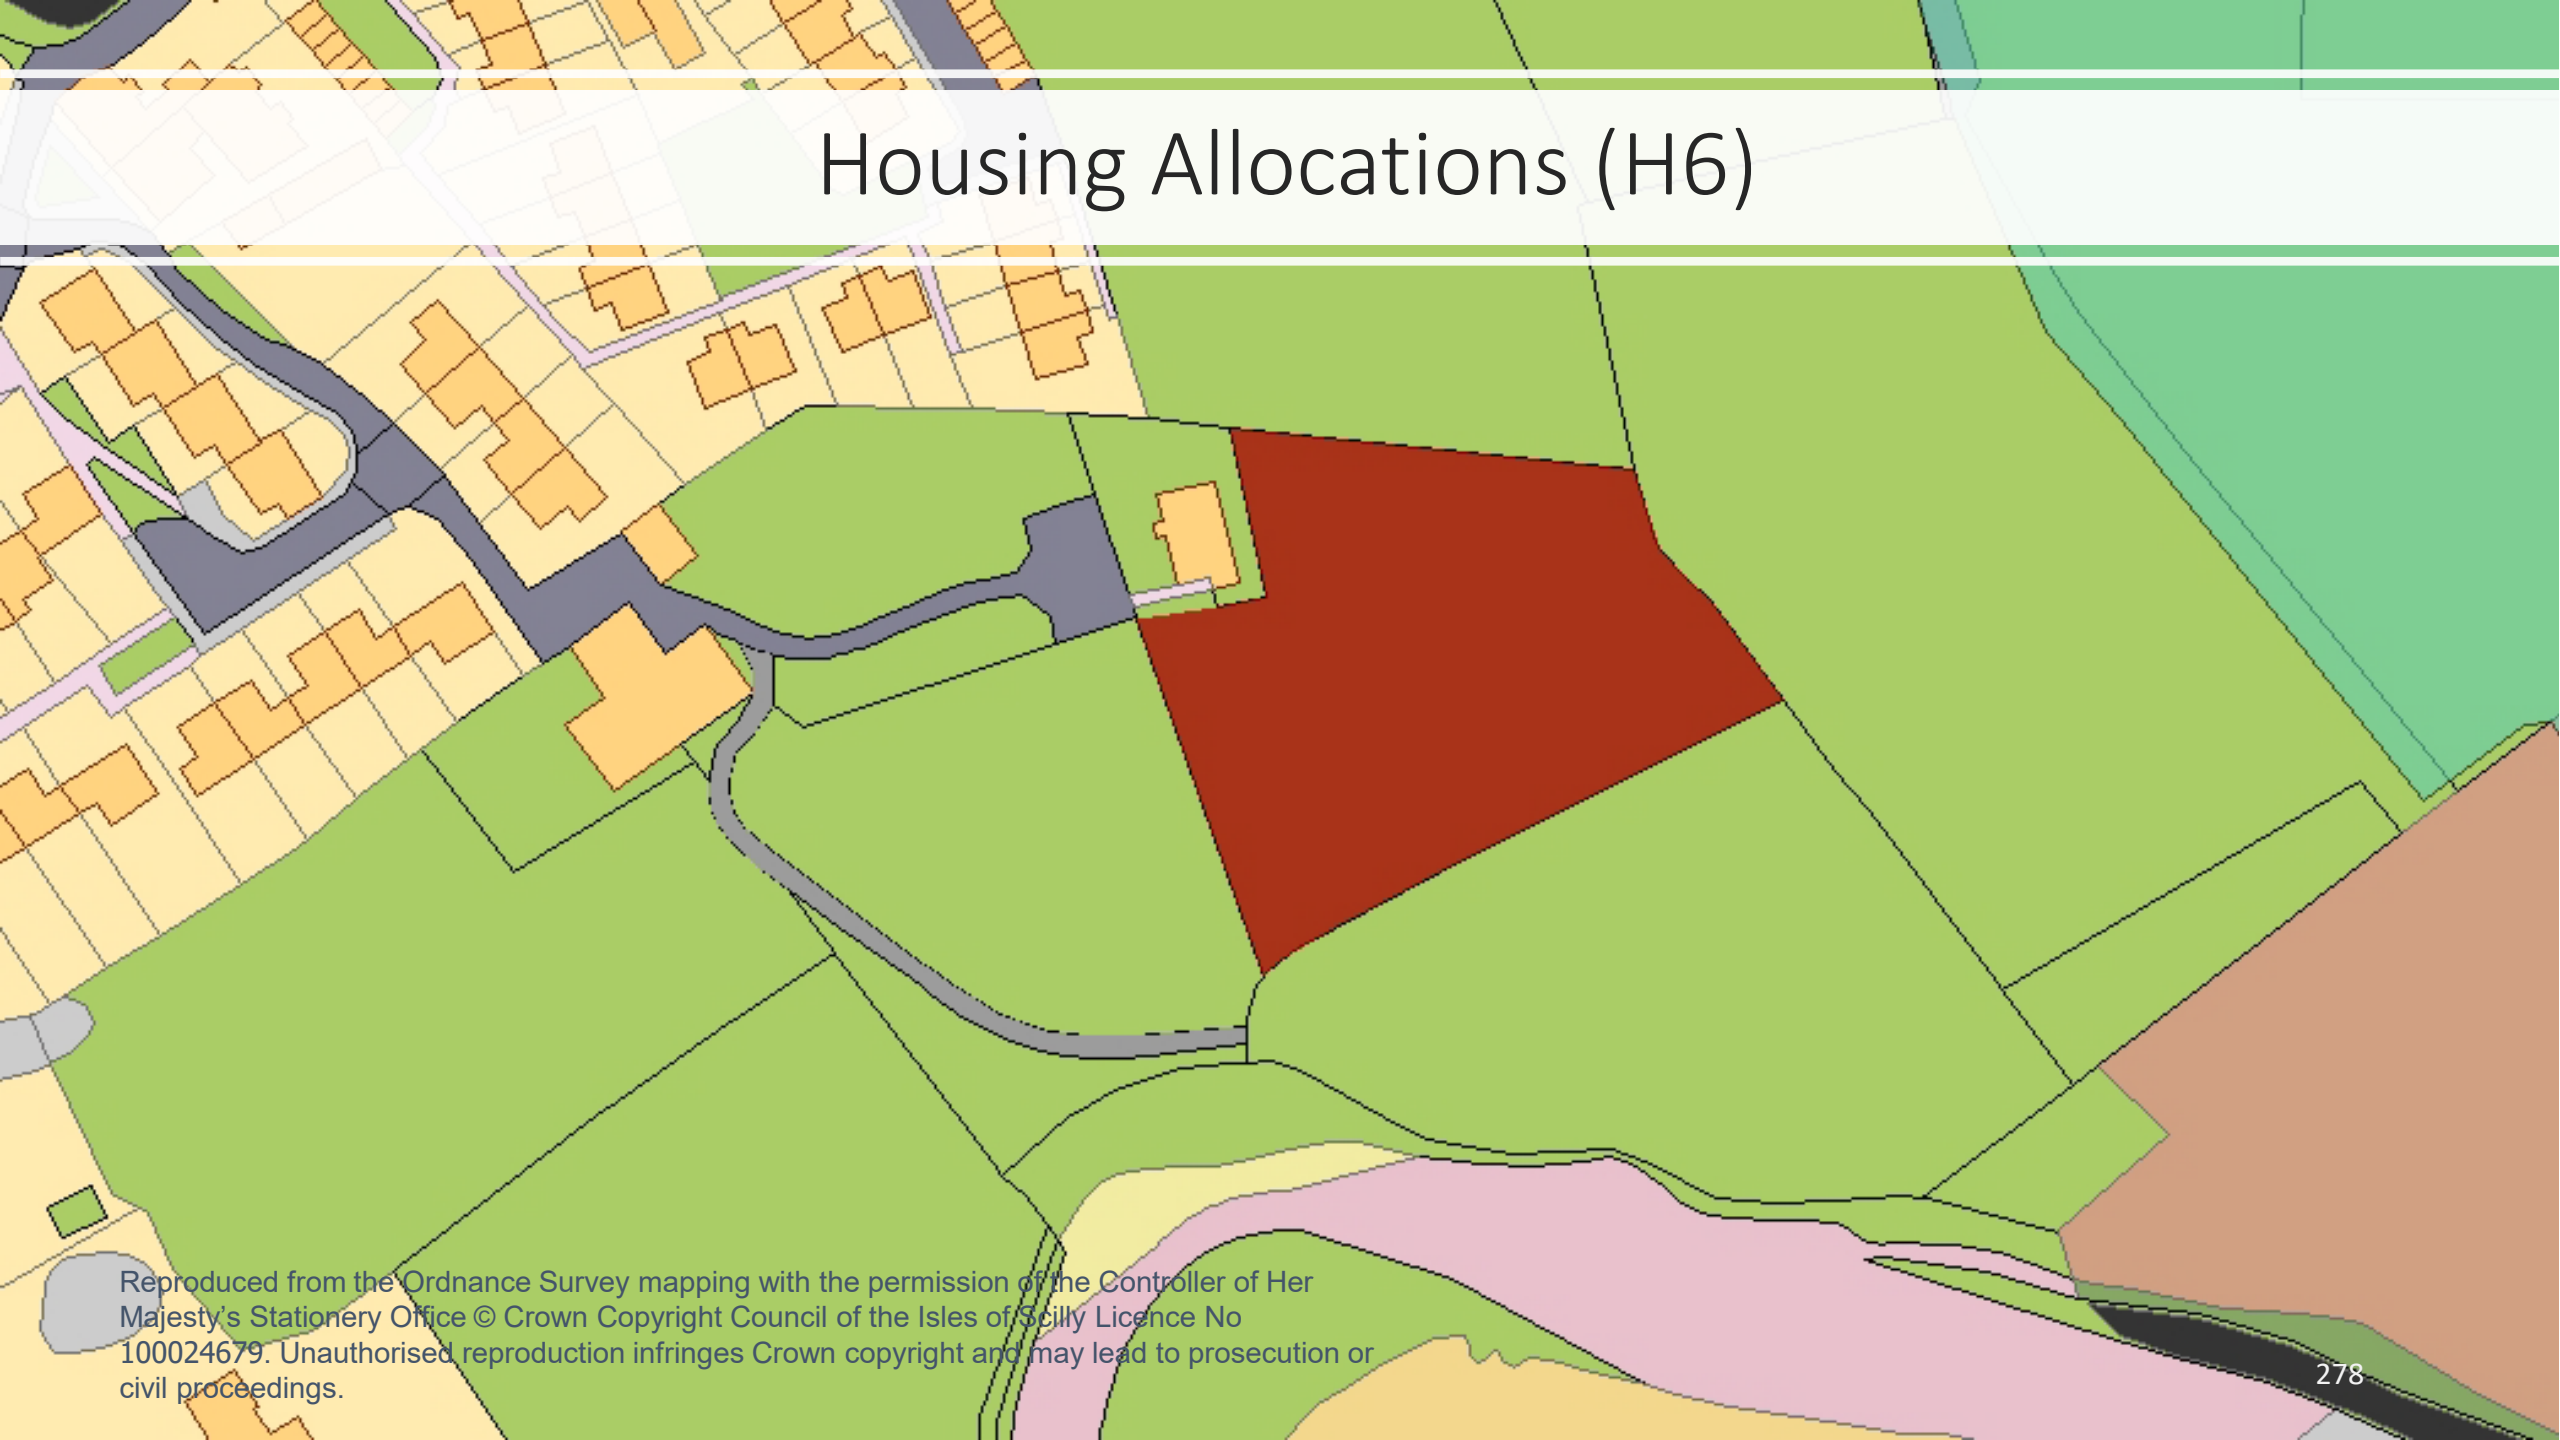 Housing Allocations (H6)
Reproduced from the Ordnance Survey mapping with the permission of the Controller of Her
Majesty’s Stationery Office © Crown Copyright Council of the Isles of Scilly Licence No
100024679. Unauthorised reproduction infringes Crown copyright and may lead to prosecution or
civil proceedings.
278